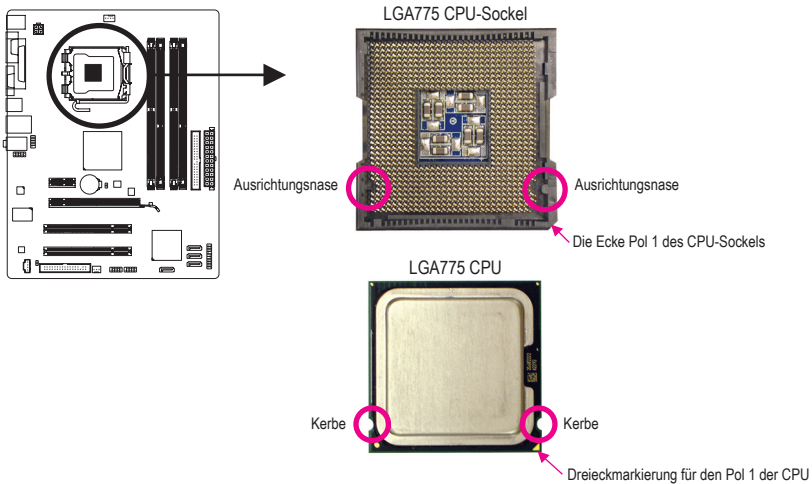 LGA775 CPU-Sockel
Ausrichtungsnase
Ausrichtungsnase
Die Ecke Pol 1 des CPU-Sockels
LGA775 CPU
Kerbe
Kerbe
Dreieckmarkierung für den Pol 1 der CPU